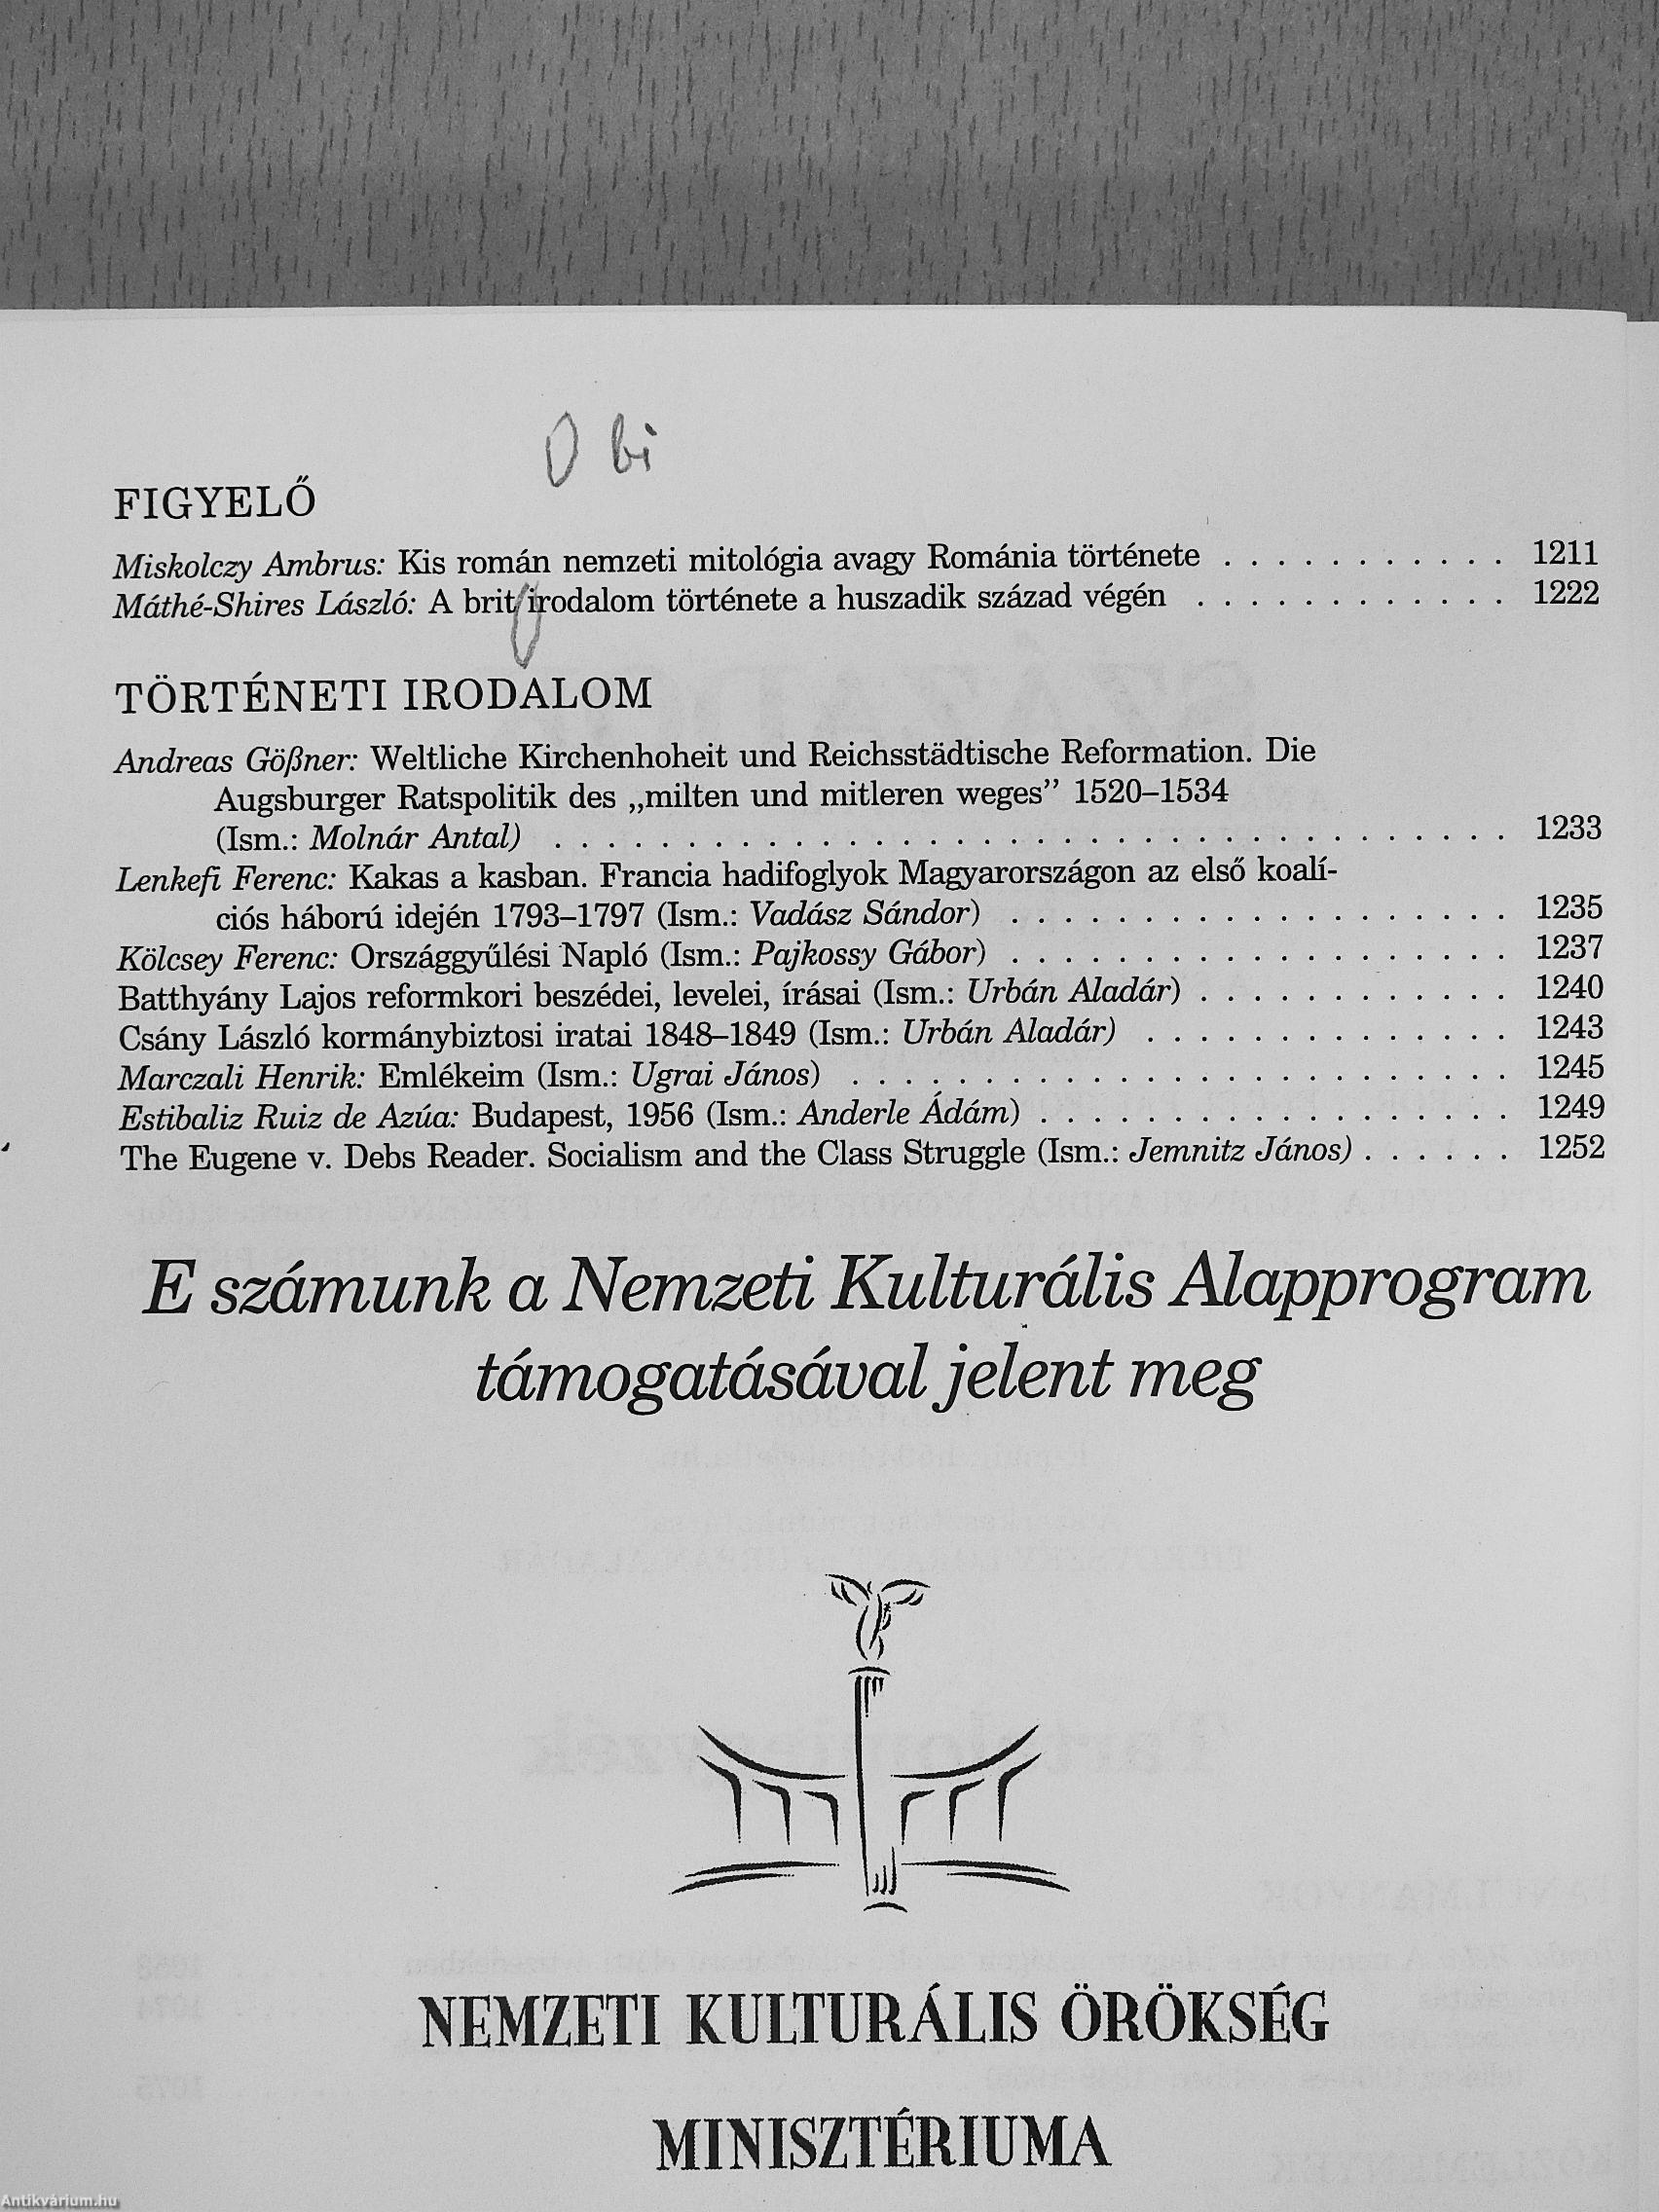 0 bi
FIGYELŐ
Miskolczy Ambrus: Kis román nemzeti mitológia avagy Románia története . . . . . . . . . . . 1211
Máthé-Shires László: A brit irodalom története a huszadik század végén . . . . . . . . . . . . 1222
TÖRTÉNETI IRODALOM
Andreas Gößner: Weltliche Kirchenhoheit und Reichsstädtische Reformation. Die
Augsburger Ratspolitik des „milten und mitleren weges” 1520–1534
(Ism.: Molnár Antal) . . . . . . . . . . . . . . . . . . . . . . . . . . . . . . . . . . . . 1233
Lenkefi Ferenc: Kakas a kasban. Francia hadifoglyok Magyarországon az első koalí-
ciós háború idején 1793–1797 (Ism.: Vadász Sándor) . . . . . . . . . . . . . . . . . . . 1235
Kölcsey Ferenc: Országgyűlési Napló (Ism.: Pajkossy Gábor) . . . . . . . . . . . . . . . . . . . 1237
Batthyány Lajos reformkori beszédei, levelei, írásai (Ism.: Urbán Aladár) . . . . . . . . . . . . 1240
Csány László kormánybiztosi iratai 1848–1849 (Ism.: Urbán Aladár) . . . . . . . . . . . . . . 1243
Marczali Henrik: Emlékeim (Ism.: Ugrai János) . . . . . . . . . . . . . . . . . . . . . . . . . 1245
Estibaliz Ruiz de Azúa: Budapest, 1956 (Ism.: Anderle Ádám) . . . . . . . . . . . . . . . . . . 1249
The Eugene v. Debs Reader. Socialism and the Class Struggle (Ism.: Jemnitz János) . . . . . . 1252
E számunk a Nemzeti Kulturális Alapprogram
támogatásával jelent meg
NEMZETI KULTURÁLIS ÖRÖKSÉG
MINISZTÉRIUMA
Antikvárium.hu